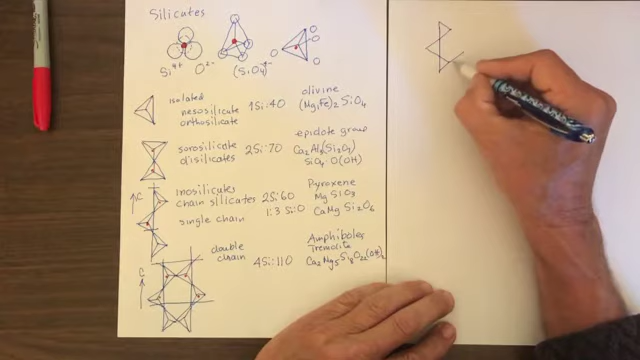 Silicates
Si⁴⁺ O²⁻ (SiO₄)⁴⁻
O
O
O
O
isolated
nesosilicate
orthosilicate
1Si:4O
olivine
(Mg,Fe)₂ SiO₄
sorosilicate
disilicates
2Si:7O
epidote group
Ca₂Al₃(Si₂O₇)
SiO₄·O(OH)
inosilicates
chain silicates
single chain
2Si:6O
1:3 Si:O
Pyroxene
Mg SiO₃
CaMg Si₂O₆
C
double
chain
4Si:11O
Amphiboles
Tremolite
Ca₂Mg₅Si₈O₂₂(OH)₂
C